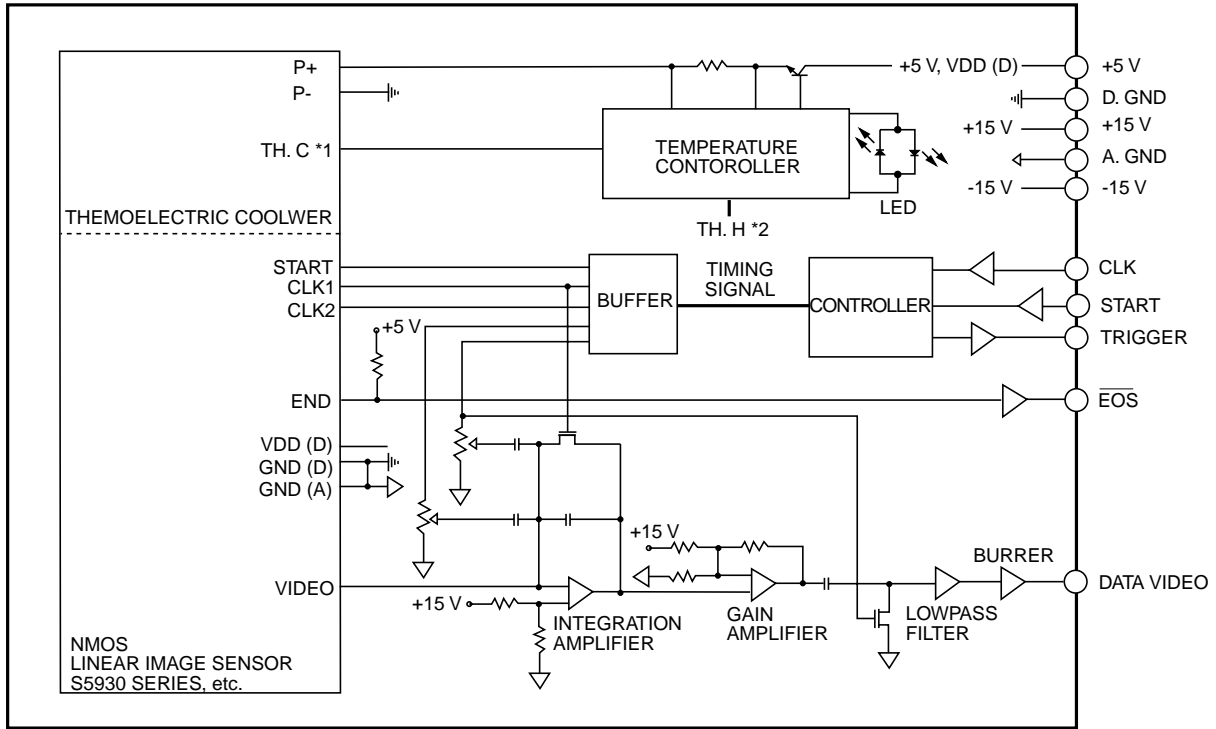 P+
P-
TH. C *1
THEMOELECTRIC COOLWER
START
CLK1
CLK2
+5 V
END
VDD (D)
GND (D)
GND (A)
VIDEO
+15 V
NMOS
LINEAR IMAGE SENSOR
S5930 SERIES, etc.
TEMPERATURE
CONTOROLLER
TH. H *2
LED
BUFFER
TIMING
SIGNAL
CONTROLLER
INTEGRATION
AMPLIFIER
+15 V
GAIN
AMPLIFIER
LOWPASS
FILTER
BURRER
+5 V, VDD (D)
+15 V
-15 V
+5 V
D. GND
+15 V
A. GND
-15 V
CLK
START
TRIGGER
EOS
DATA VIDEO